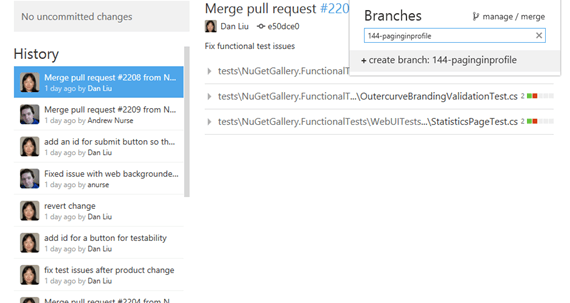 No uncommitted changes
History
Merge pull request #2208 from N...
1 day ago by Dan Liu
Merge pull request #2209 from N...
1 day ago by Andrew Nurse
add an id for submit button so th...
1 day ago by Dan Liu
Fixed issue with web backgrounde...
1 day ago by anurse
revert change
1 day ago by Dan Liu
add id for a button for testability
1 day ago by Dan Liu
fix test issues after product change
1 day ago by Dan Liu
Merge pull request #2204 from N...
Merge pull request #220
Dan Liu e50dce0
Fix functional test issues
tests\NuGetGallery.FunctionalT
tests\NuGetGallery.FunctionalT...\OutercurveBrandingValidationTest.cs 2
tests\NuGetGallery.FunctionalTests\WebUITests...\StatisticsPageTest.cs 2
Branches
manage / merge
144-paginginprofile
+ create branch: 144-paginginprofile